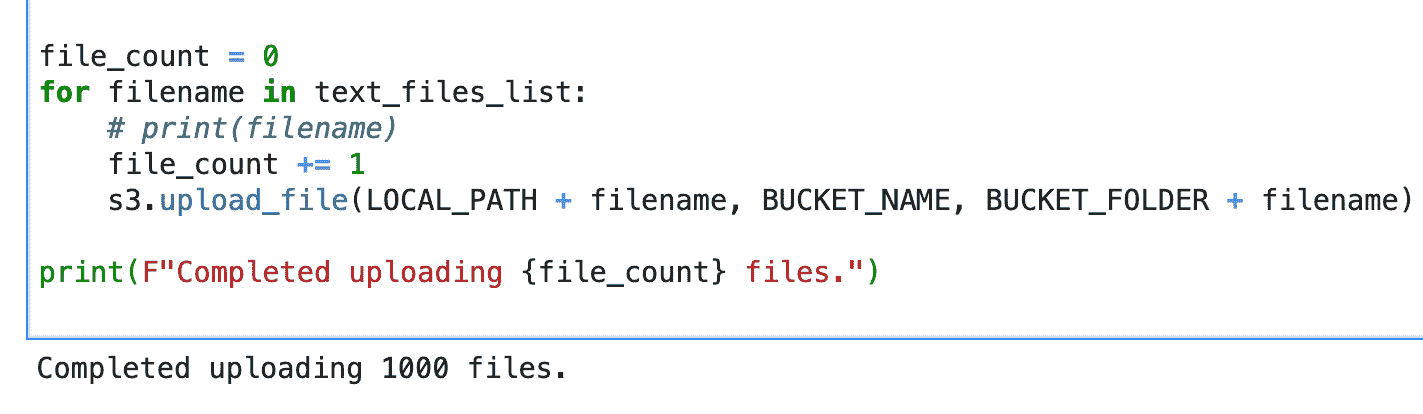 file_count = 0
for filename in text_files_list:
    # print(filename)
    file_count += 1
    s3.upload_file(LOCAL_PATH + filename, BUCKET_NAME, BUCKET_FOLDER + filename)
print(F"Completed uploading {file_count} files.")
Completed uploading 1000 files.